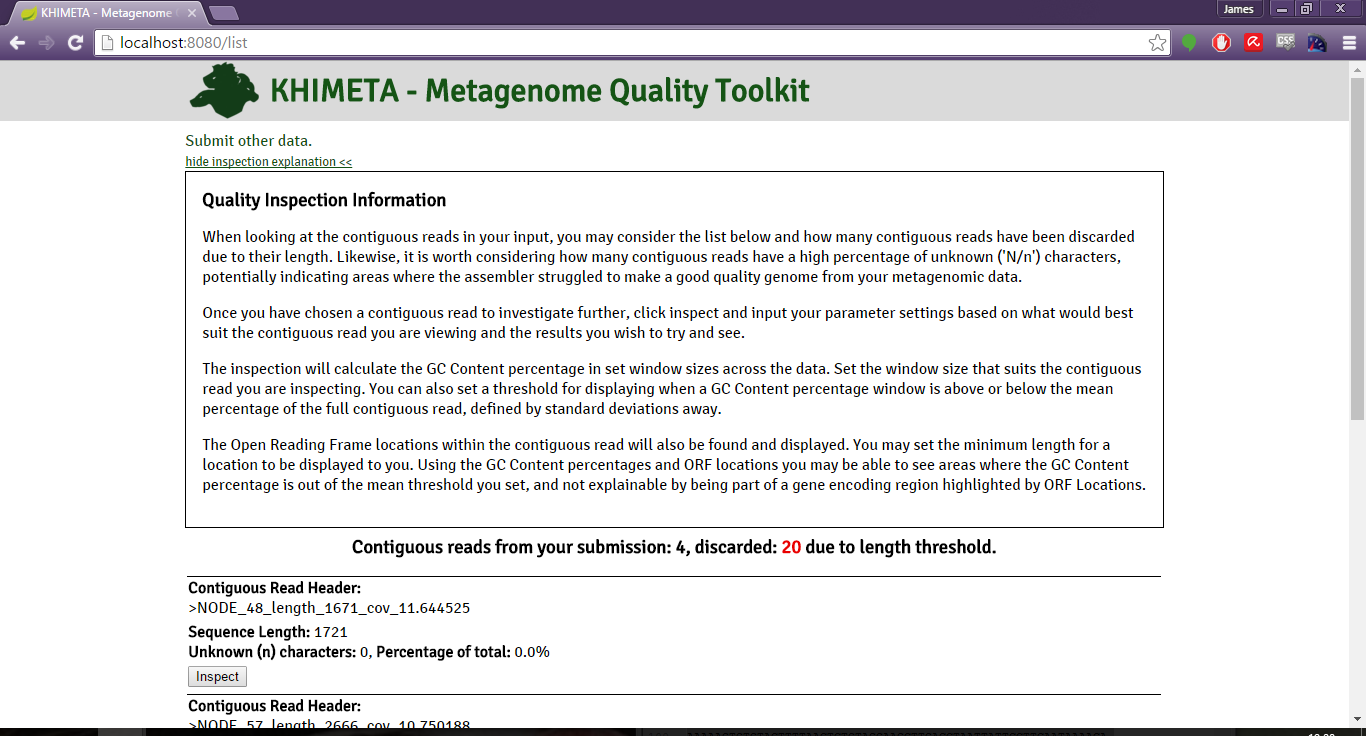 KHIMETA - Metagenome
James
localhost:8080/list
CSS
KHIMETA - Metagenome Quality Toolkit
Submit other data.
hide inspection explanation <<
Quality Inspection Information
When looking at the contiguous reads in your input, you may consider the list below and how many contiguous reads have been discarded
due to their length. Likewise, it is worth considering how many contiguous reads have a high percentage of unknown ('N/n') characters,
potentially indicating areas where the assembler struggled to make a good quality genome from your metagenomic data.
Once you have chosen a contiguous read to investigate further, click inspect and input your parameter settings based on what would best
suit the contiguous read you are viewing and the results you wish to try and see.
The inspection will calculate the GC Content percentage in set window sizes across the data. Set the window size that suits the contiguous
read you are inspecting. You can also set a threshold for displaying when a GC Content percentage window is above or below the mean
percentage of the full contiguous read, defined by standard deviations away.
The Open Reading Frame locations within the contiguous read will also be found and displayed. You may set the minimum length for a
location to be displayed to you. Using the GC Content percentages and ORF locations you may be able to see areas where the GC Content
percentage is out of the mean threshold you set, and not explainable by being part of a gene encoding region highlighted by ORF Locations.
Contiguous reads from your submission: 4, discarded: 20 due to length threshold.
Contiguous Read Header:
>NODE_48_length_1671_cov_11.644525
Sequence Length: 1721
Unknown (n) characters: 0, Percentage of total: 0.0%
Inspect
Contiguous Read Header:
>NODE_57_length_2666_cov_10.750188